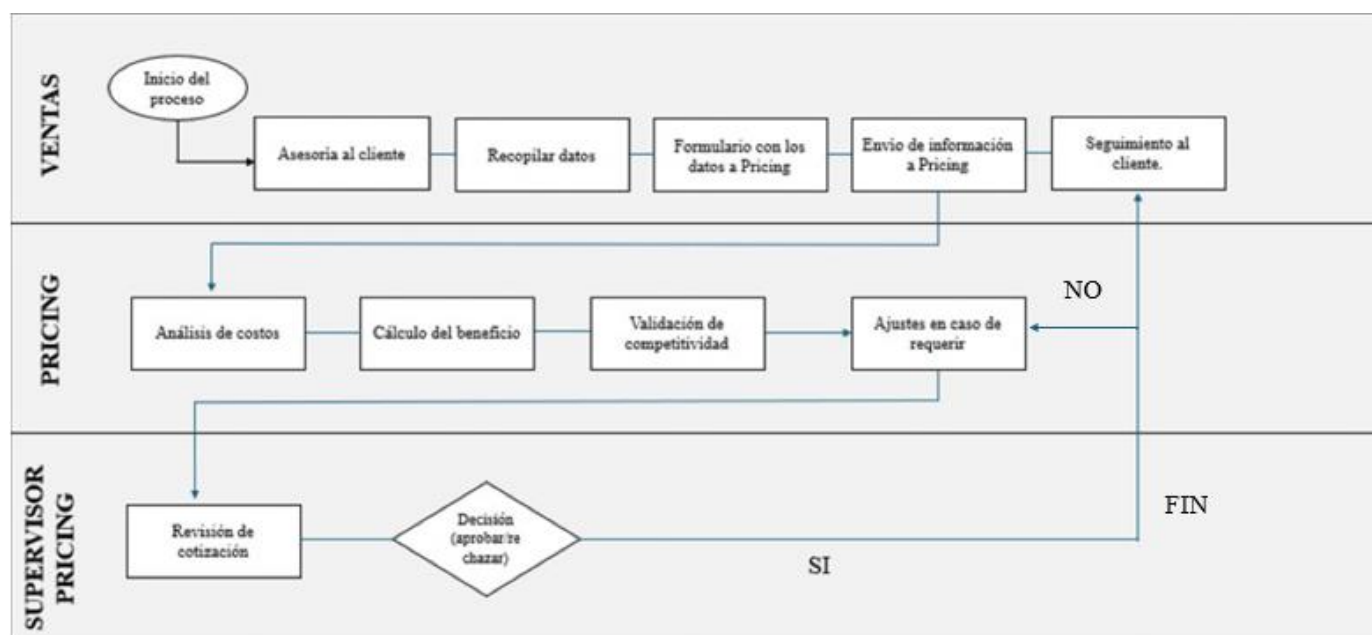 VENTAS
Inicio del
proceso
Asesoria al cliente
Recopilar datos
Formulario con los
datos a Pricing
Envio de información
a Pricing
Seguimiento al
cliente.
PRICING
Análisis de costos
Cálculo del beneficio
Validación de
competitividad
Ajustes en caso de
requerir
NO
SUPERVISOR
PRICING
Revisión de
cotización
Decisión
(aprobar/re
chazar)
SI
FIN